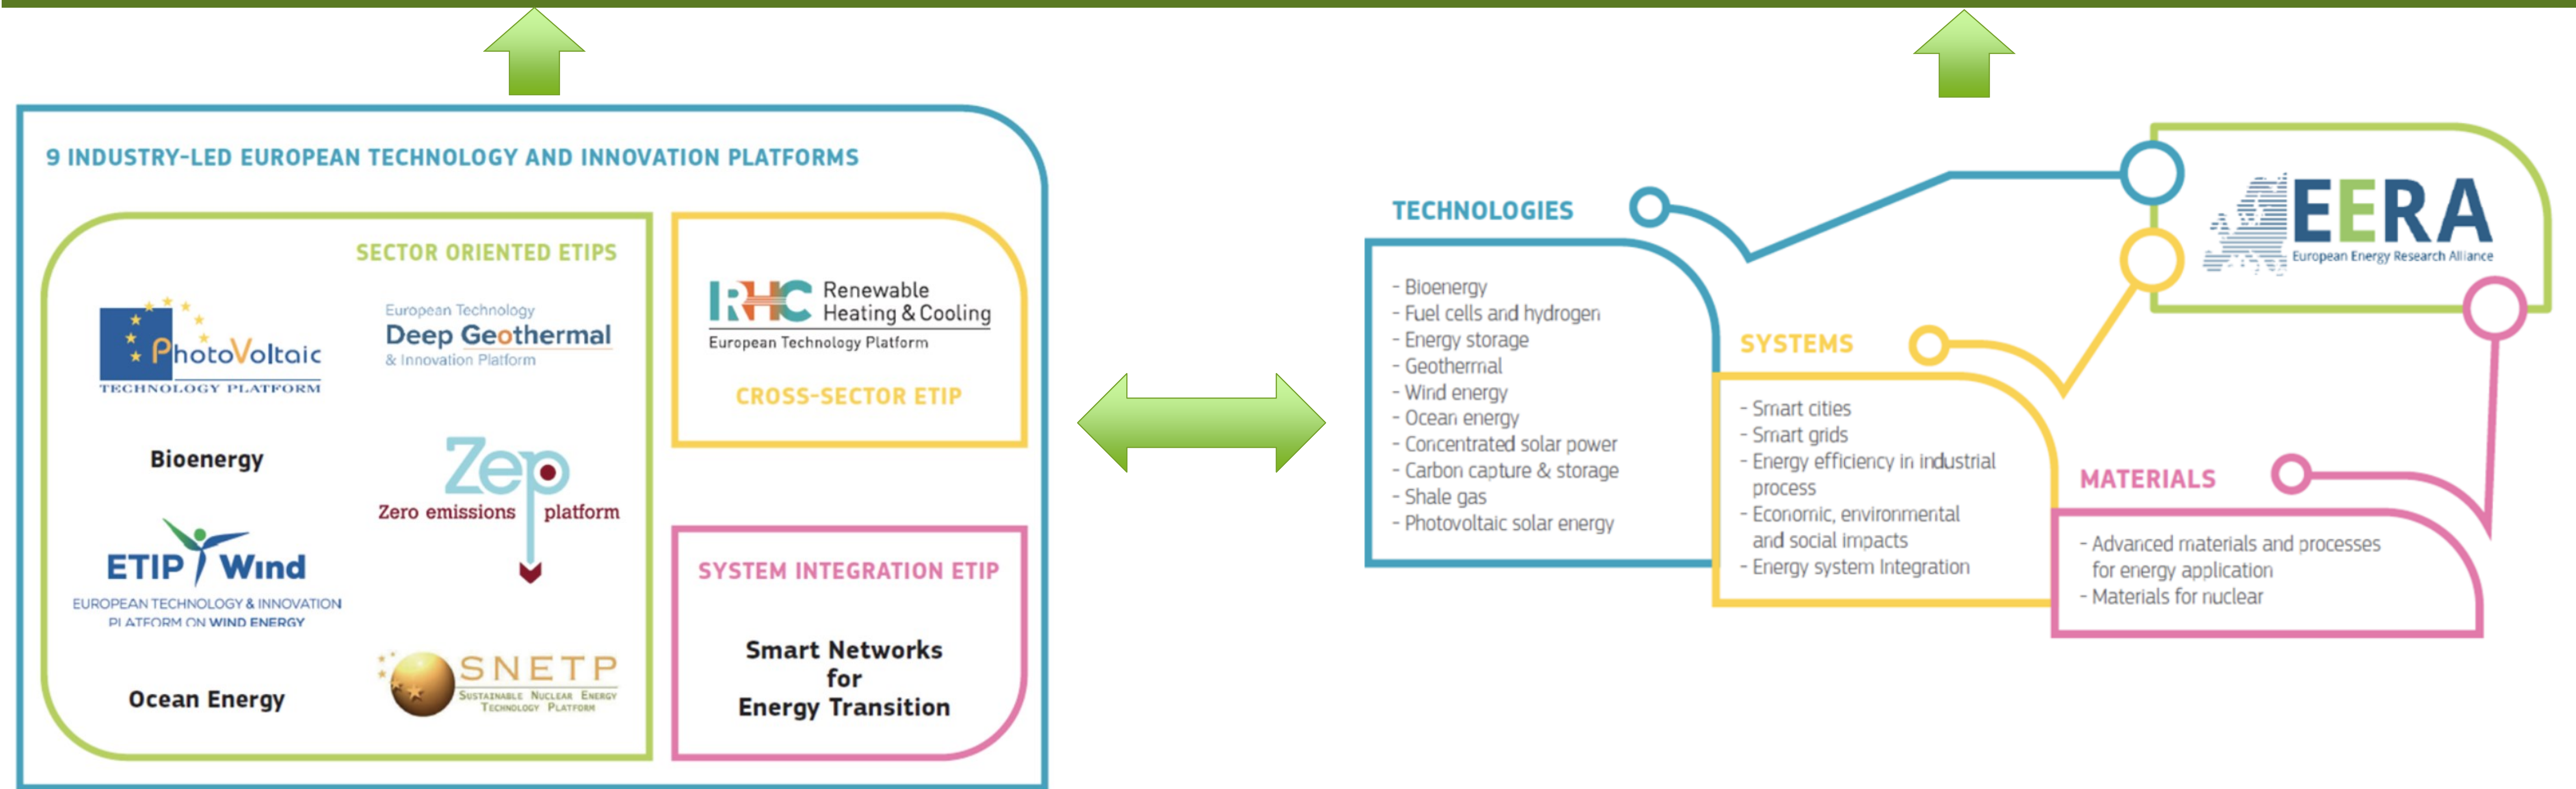 9 INDUSTRY-LED EUROPEAN TECHNOLOGY AND INNOVATION PLATFORMS
SECTOR ORIENTED ETIPS
PhotoVoltaic
TECHNOLOGY PLATFORM
European Technology
Deep Geothermal
& Innovation Platform
Bioenergy
Zep
Zero emissions platform
ETIP Wind
EUROPEAN TECHNOLOGY & INNOVATION
PLATFORM ON WIND ENERGY
Ocean Energy
SNETP
SUSTAINABLE NUCLEAR ENERGY
TECHNOLOGY PLATFORM
RHC Renewable
Heating & Cooling
European Technology Platform
CROSS-SECTOR ETIP
SYSTEM INTEGRATION ETIP
Smart Networks
for
Energy Transition
TECHNOLOGIES
- Bioenergy
- Fuel cells and hydrogen
- Energy storage
- Geothermal
- Wind energy
- Ocean energy
- Concentrated solar power
- Carbon capture & storage
- Shale gas
- Photovoltaic solar energy
SYSTEMS
- Smart cities
- Smart grids
- Energy efficiency in industrial
process
- Economic, environmental
and social impacts
- Energy system Integration
MATERIALS
- Advanced materials and processes
for energy application
- Materials for nuclear
EERA
European Energy Research Alliance